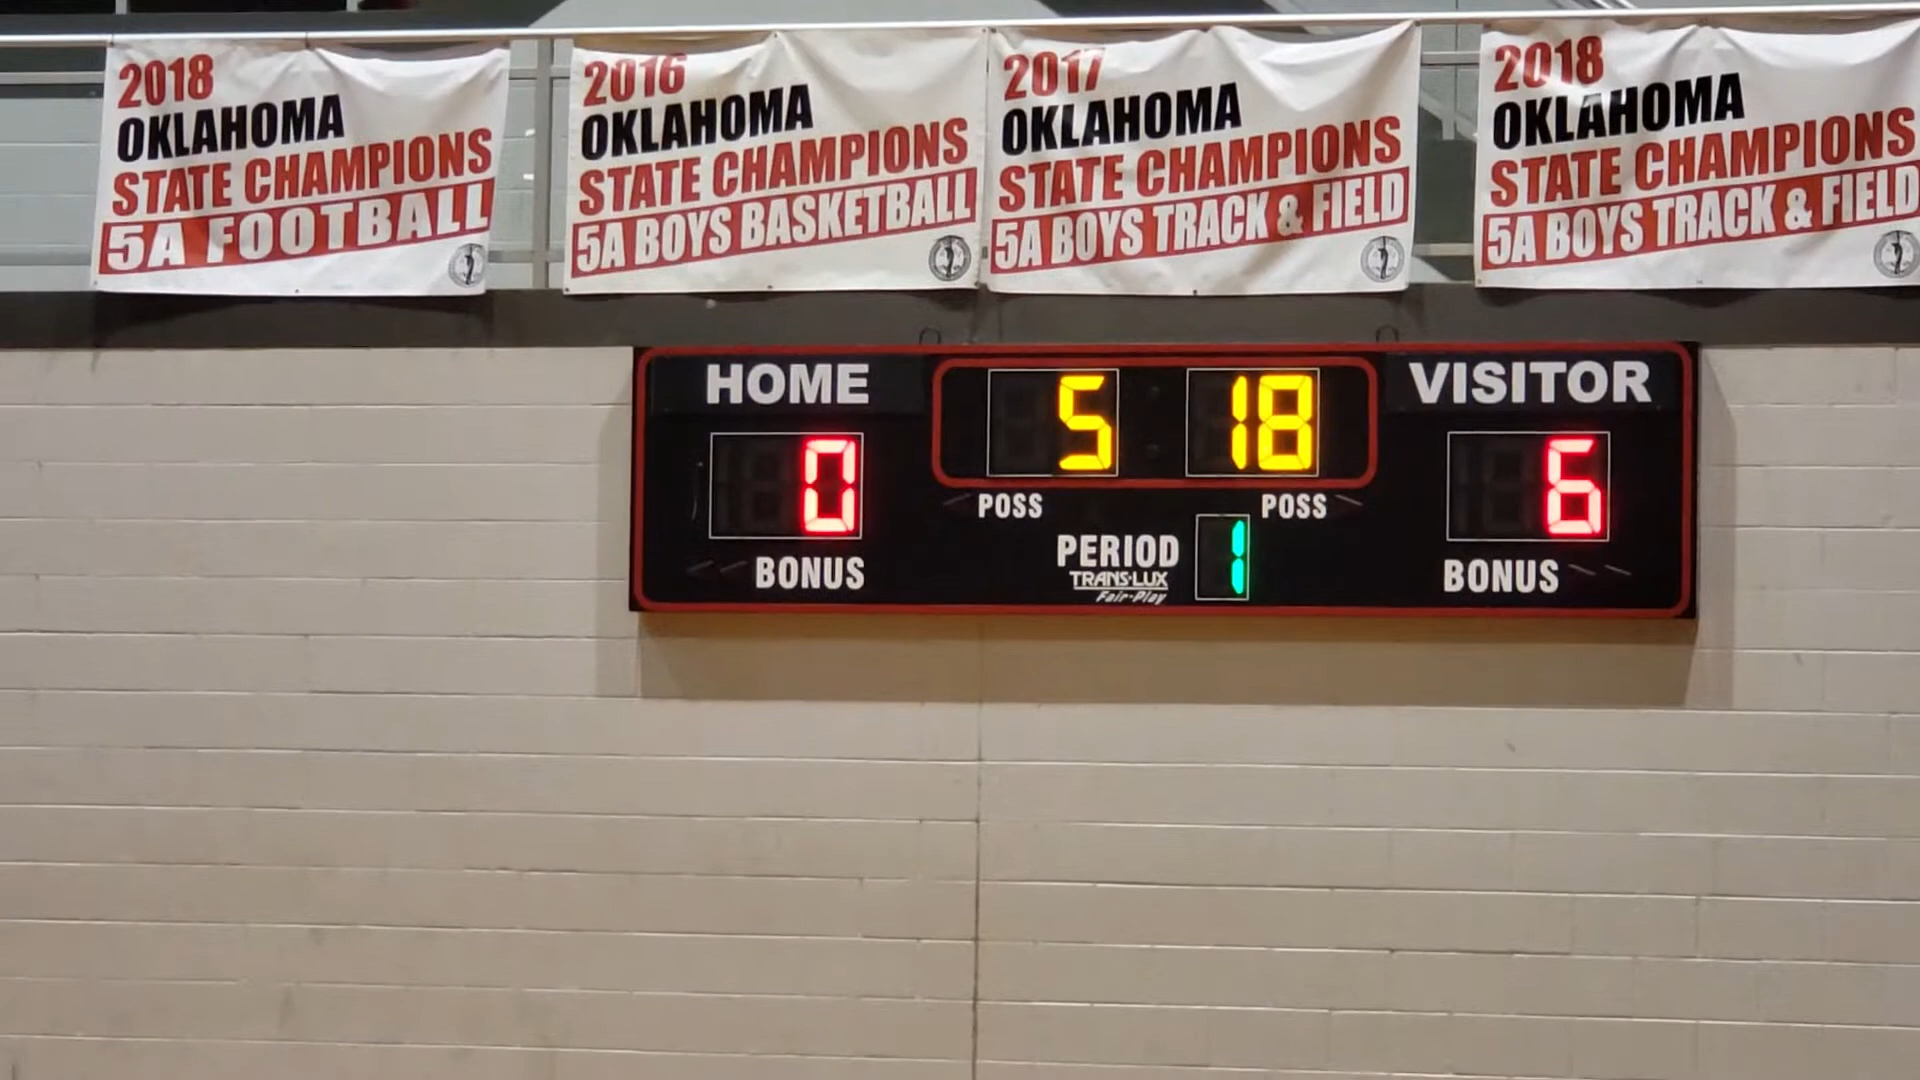 2018
OKLAHOMA
STATE CHAMPIONS
5A FOOTBALL
2016
OKLAHOMA
STATE CHAMPIONS
5A BOYS BASKETBALL
2017
OKLAHOMA
STATE CHAMPIONS
5A BOYS TRACK & FIELD
2018
OKLAHOMA
STATE CHAMPIONS
5A BOYS TRACK & FIELD
HOME
5 18
VISITOR
0
6
POSS POSS
BONUS
PERIOD 1
TRANS-LUX
Fair-Play
BONUS